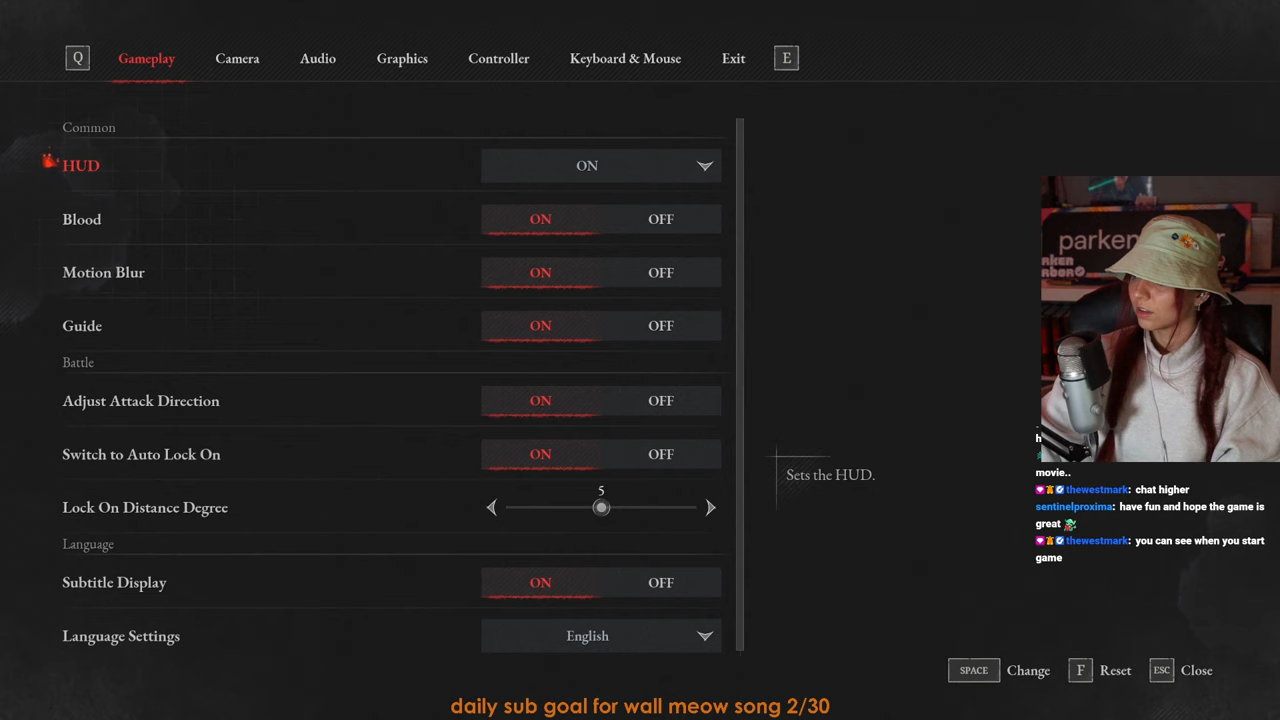 Q Gameplay Camera Audio Graphics Controller Keyboard & Mouse Exit E
Common
HUD ON
Blood ON OFF
Motion Blur ON OFF
Guide ON OFF
Battle
Adjust Attack Direction ON OFF
Switch to Auto Lock On ON OFF
5
Lock On Distance Degree
Language
Subtitle Display ON OFF
Language Settings English
Sets the HUD.
parken
movie..
thewestmark: chat higher
sentinelproxima: have fun and hope the game is
great
thewestmark: you can see when you start
game
SPACE Change F Reset ESC Close
daily sub goal for wall meow song 2/30